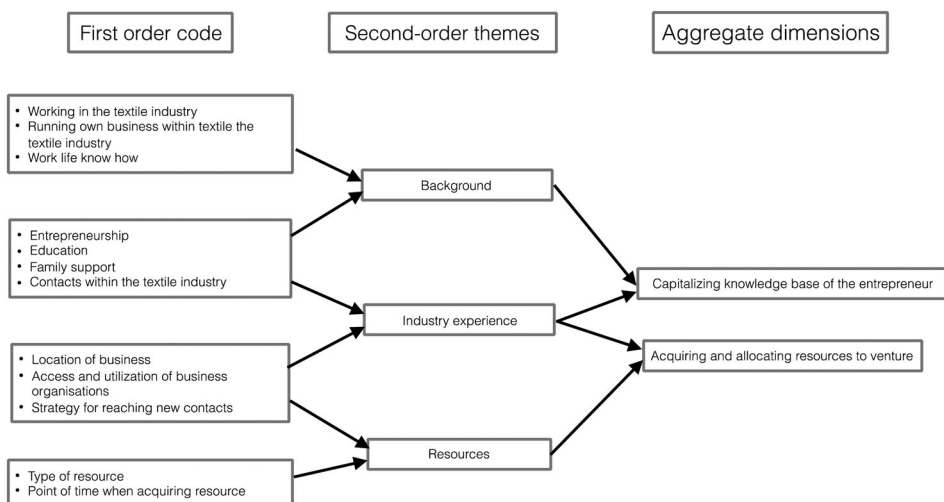 First order code
Second-order themes
Aggregate dimensions
• Working in the textile industry
• Running own business within textile the
textile industry
• Work life know how
• Entrepreneurship
• Education
• Family support
• Contacts within the textile industry
• Location of business
• Access and utilization of business
organisations
• Strategy for reaching new contacts
• Type of resource
• Point of time when acquiring resource
Background
Industry experience
Resources
Capitalizing knowledge base of the entrepreneur
Acquiring and allocating resources to venture